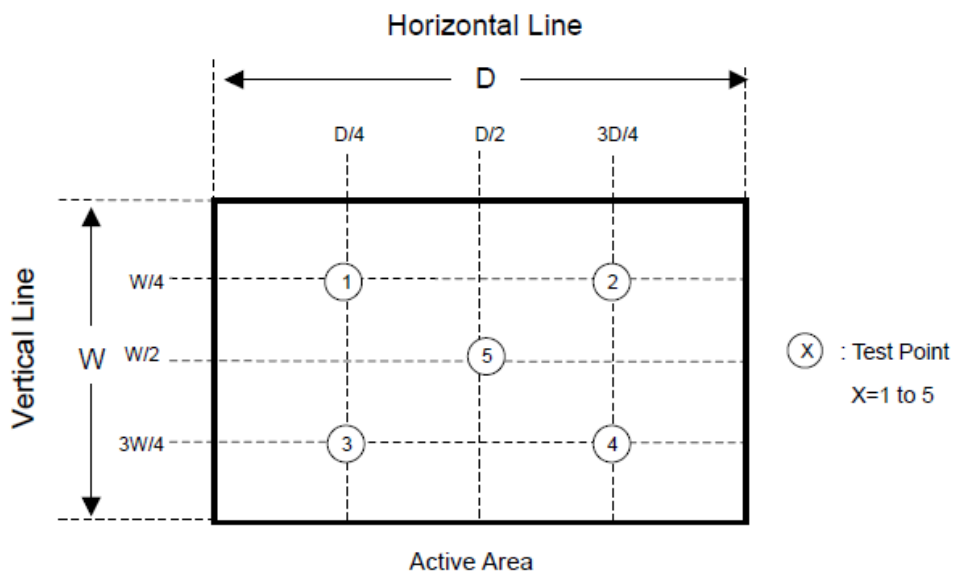 Horizontal Line
D
D/4 D/2 3D/4
Vertical Line
W
W/4
1 2
W/2
5
X : Test Point
X=1 to 5
3W/4
3 4
Active Area